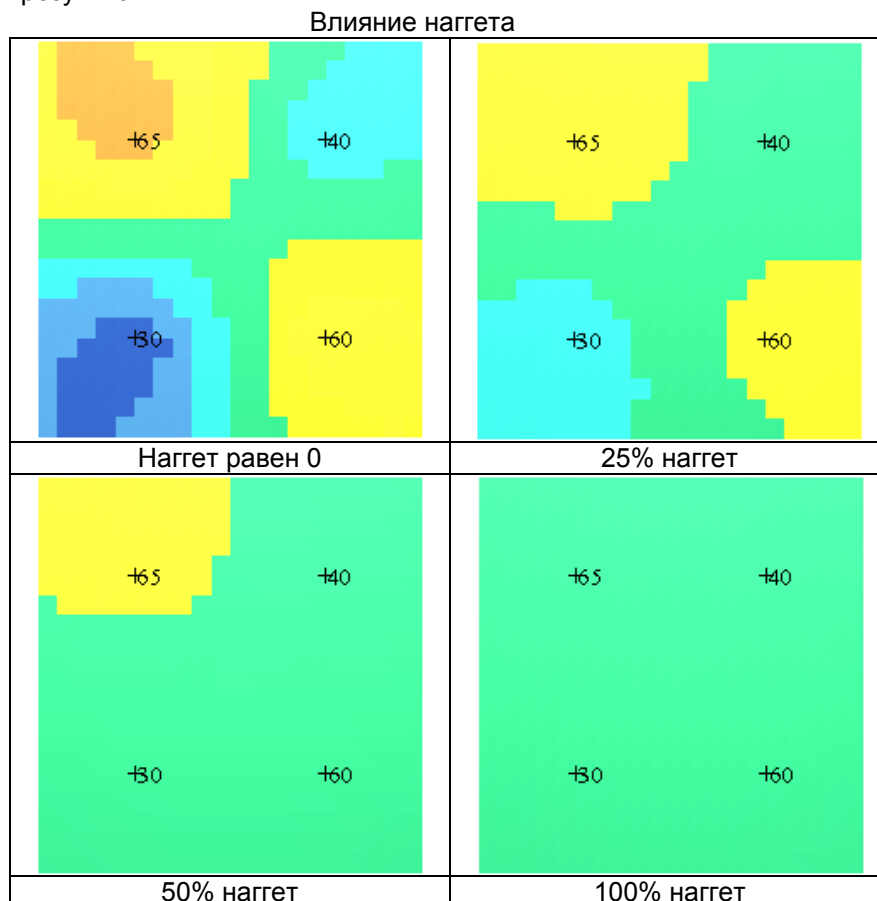 Влияние наггета
+65 +40
+65 +40
+30 +60
+30 +60
Наггет равен 0
25% наггет
+65 +40
+65 +40
+30 +60
+30 +60
50% наггет
100% наггет